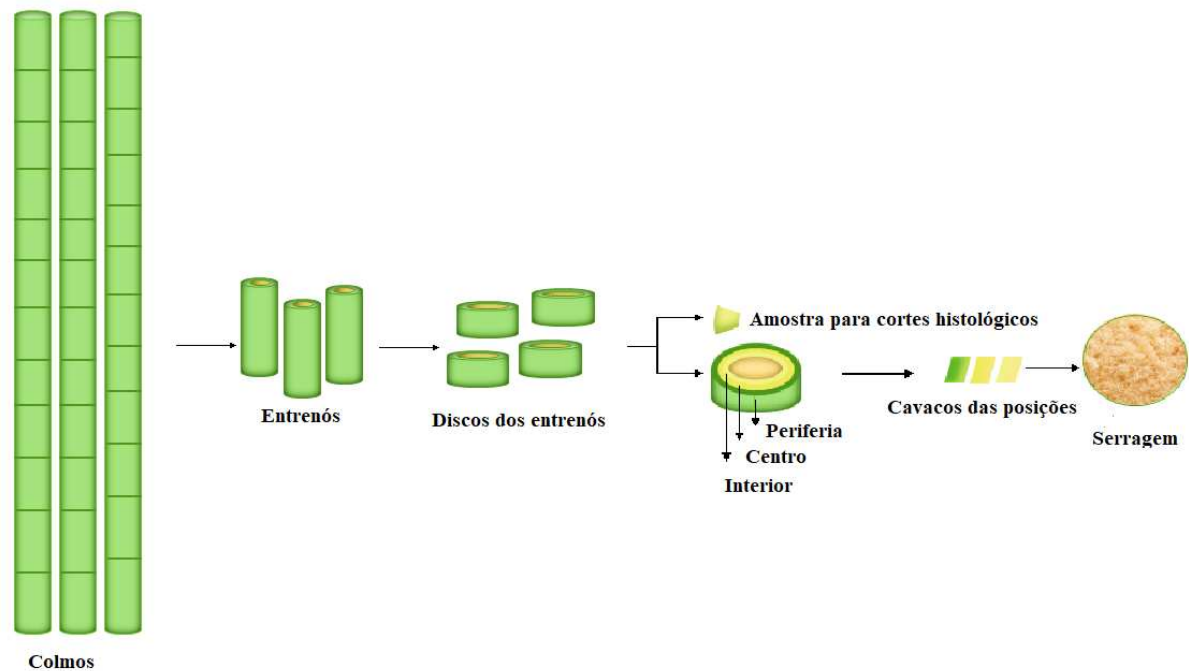 Colmos
Entrenós
Discos dos entrenós
Amostra para cortes histológicos
Periferia
Centro
Interior
Cavacos das posições
Serragem